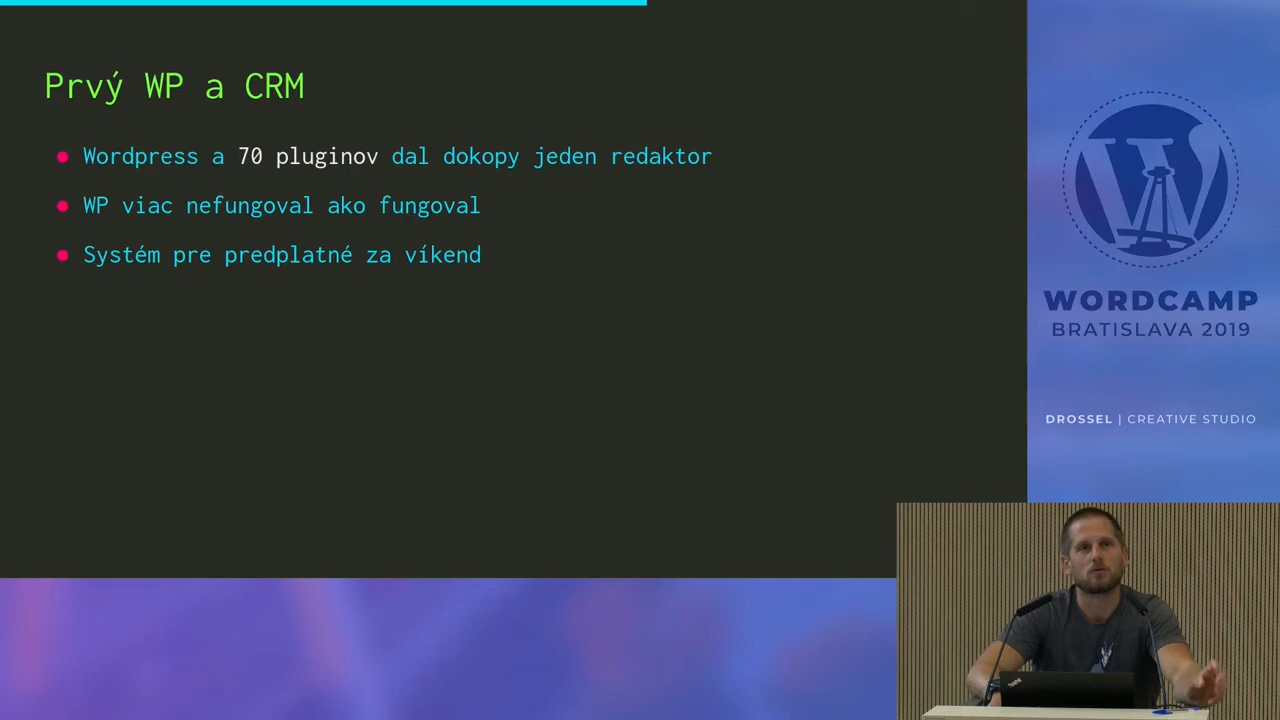 Prvý WP a CRM
Wordpress a 70 pluginov dal dokopy jeden redaktor
WP viac nefungoval ako fungoval
Systém pre predplatné za víkend
WORDCAMP
BRATISLAVA 2019
DROSSEL | CREATIVE STUDIO
ThinkPad